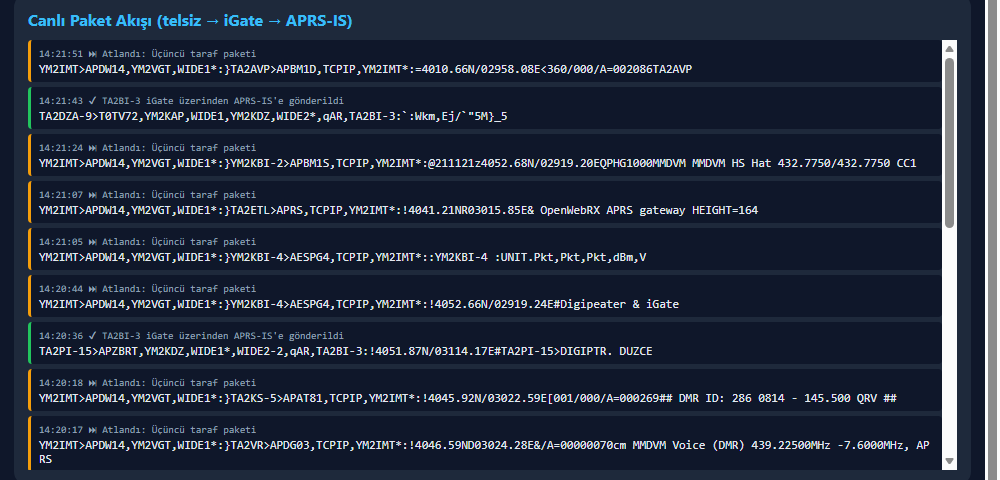 Canlı Paket Akışı (telsiz → iGate → APRS-IS)
14:21:51 ⏭ Atlandı: Üçüncü taraf paketi
YM2IMT>APDW14,YM2VGT,WIDE1*:}TA2AVP>APBM1D,TCPIP,YM2IMT*:=4010.66N/02958.08E<360/000/A=002086TA2AVP
14:21:43 ✓ TA2BI-3 iGate üzerinden APRS-IS'e gönderildi
TA2DZA-9>T0TV72,YM2KAP,WIDE1,YM2KDZ,WIDE2*,qAR,TA2BI-3:`:Wkm,Ej/`"5M}_5
14:21:24 ⏭ Atlandı: Üçüncü taraf paketi
YM2IMT>APDW14,YM2VGT,WIDE1*:}YM2KBI-2>APBM1S,TCPIP,YM2IMT*:@211121z4052.68N/02919.20EQPHG1000MMDVM MMDVM HS Hat 432.7750/432.7750 CC1
14:21:07 ⏭ Atlandı: Üçüncü taraf paketi
YM2IMT>APDW14,YM2VGT,WIDE1*:}TA2ETL>APRS,TCPIP,YM2IMT*:!4041.21NR03015.85E& OpenWebRX APRS gateway HEIGHT=164
14:21:05 ⏭ Atlandı: Üçüncü taraf paketi
YM2IMT>APDW14,YM2VGT,WIDE1*:}YM2KBI-4>AESPG4,TCPIP,YM2IMT*::YM2KBI-4 :UNIT.Pkt,Pkt,Pkt,dBm,V
14:20:44 ⏭ Atlandı: Üçüncü taraf paketi
YM2IMT>APDW14,YM2VGT,WIDE1*:}YM2KBI-4>AESPG4,TCPIP,YM2IMT*:!4052.66N/02919.24E#Digipeater & iGate
14:20:36 ✓ TA2BI-3 iGate üzerinden APRS-IS'e gönderildi
TA2PI-15>APZBRT,YM2KDZ,WIDE1*,WIDE2-2,qAR,TA2BI-3:!4051.87N/03114.17E#TA2PI-15>DIGIPTR. DUZCE
14:20:18 ⏭ Atlandı: Üçüncü taraf paketi
YM2IMT>APDW14,YM2VGT,WIDE1*:}TA2KS-5>APAT81,TCPIP,YM2IMT*:!4045.92N/03022.59E[001/000/A=000269## DMR ID: 286 0814 - 145.500 QRV ##
14:20:17 ⏭ Atlandı: Üçüncü taraf paketi
YM2IMT>APDW14,YM2VGT,WIDE1*:}TA2VR>APDG03,TCPIP,YM2IMT*:!4046.59ND03024.28E&/A=00000070cm MMDVM Voice (DMR) 439.22500MHz -7.6000MHz, AP
RS